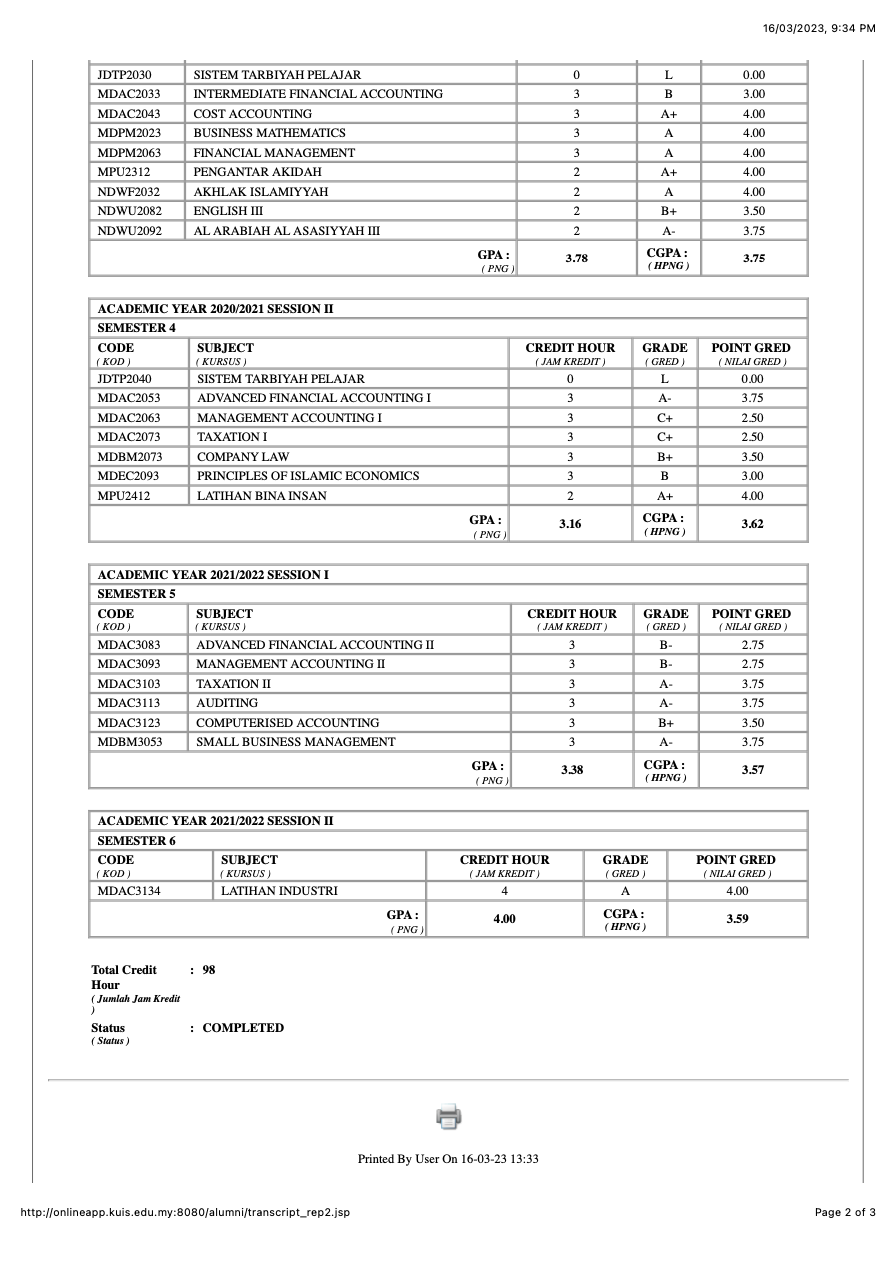 16/03/2023, 9:34 PM
JDTP2030 SISTEM TARBIYAH PELAJAR 0 L 0.00
MDAC2033 INTERMEDIATE FINANCIAL ACCOUNTING 3 B 3.00
MDAC2043 COST ACCOUNTING 3 A+ 4.00
MDPM2023 BUSINESS MATHEMATICS 3 A 4.00
MDPM2063 FINANCIAL MANAGEMENT 3 A 4.00
MPU2312 PENGANTAR AKIDAH 2 A+ 4.00
NDWF2032 AKHLAK ISLAMIYYAH 2 A 4.00
NDWU2082 ENGLISH III 2 B+ 3.50
NDWU2092 AL ARABIAH AL ASASIYYAH III 2 A- 3.75
GPA : 3.78 CGPA : 3.75
( PNG ) ( HPNG )
ACADEMIC YEAR 2020/2021 SESSION II
SEMESTER 4
CODE SUBJECT CREDIT HOUR GRADE POINT GRED
( KOD ) ( KURSUS ) ( JAM KREDIT ) ( GRED ) ( NILAI GRED )
JDTP2040 SISTEM TARBIYAH PELAJAR 0 L 0.00
MDAC2053 ADVANCED FINANCIAL ACCOUNTING I 3 A- 3.75
MDAC2063 MANAGEMENT ACCOUNTING I 3 C+ 2.50
MDAC2073 TAXATION I 3 C+ 2.50
MDBM2073 COMPANY LAW 3 B+ 3.50
MDEC2093 PRINCIPLES OF ISLAMIC ECONOMICS 3 B 3.00
MPU2412 LATIHAN BINA INSAN 2 A+ 4.00
GPA : 3.16 CGPA : 3.62
( PNG ) ( HPNG )
ACADEMIC YEAR 2021/2022 SESSION I
SEMESTER 5
CODE SUBJECT CREDIT HOUR GRADE POINT GRED
( KOD ) ( KURSUS ) ( JAM KREDIT ) ( GRED ) ( NILAI GRED )
MDAC3083 ADVANCED FINANCIAL ACCOUNTING II 3 B- 2.75
MDAC3093 MANAGEMENT ACCOUNTING II 3 B- 2.75
MDAC3103 TAXATION II 3 A- 3.75
MDAC3113 AUDITING 3 A- 3.75
MDAC3123 COMPUTERISED ACCOUNTING 3 B+ 3.50
MDBM3053 SMALL BUSINESS MANAGEMENT 3 A- 3.75
GPA : 3.38 CGPA : 3.57
( PNG ) ( HPNG )
ACADEMIC YEAR 2021/2022 SESSION II
SEMESTER 6
CODE SUBJECT CREDIT HOUR GRADE POINT GRED
( KOD ) ( KURSUS ) ( JAM KREDIT ) ( GRED ) ( NILAI GRED )
MDAC3134 LATIHAN INDUSTRI 4 A 4.00
GPA : 4.00 CGPA : 3.59
( PNG ) ( HPNG )
Total Credit : 98
Hour
( Jumlah Jam Kredit
)
Status : COMPLETED
( Status )
Printed By User On 16-03-23 13:33
http://onlineapp.kuis.edu.my:8080/alumni/transcript_rep2.jsp Page 2 of 3